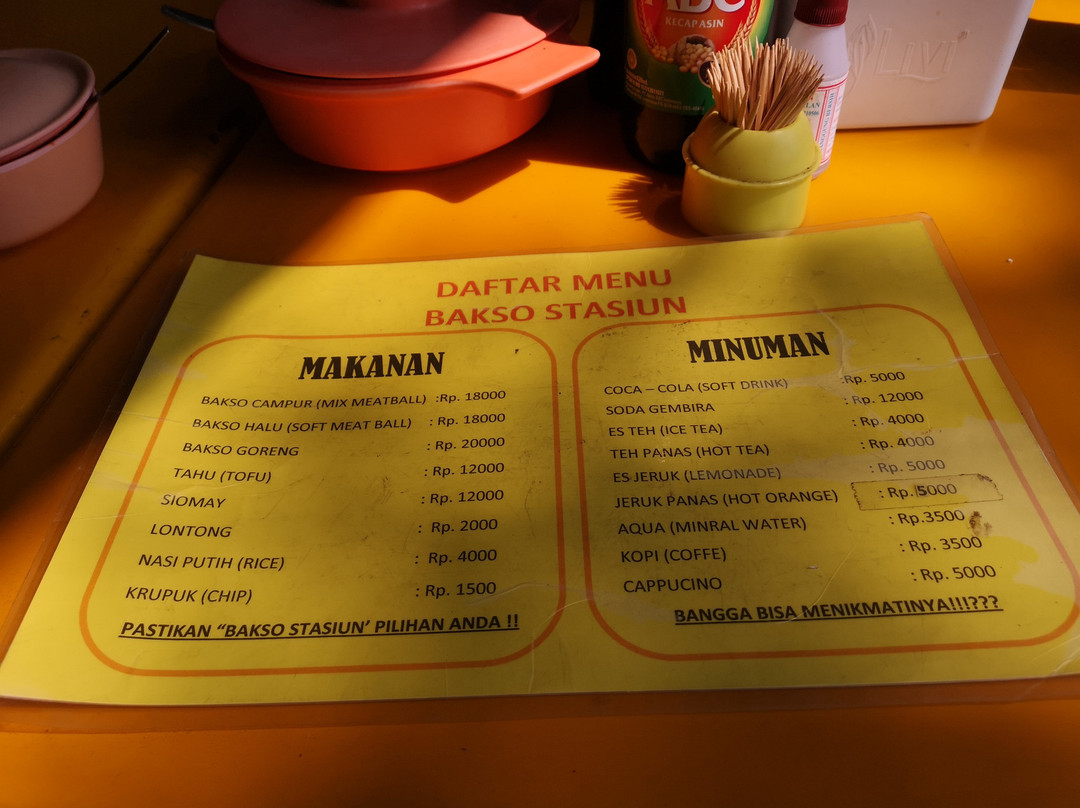 ABC
KECAP ASIN
LIVI
DAFTAR MENU
BAKSO STASIUN
MAKANAN
BAKSO CAMPUR (MIX MEATBALL) :Rp. 18000
BAKSO HALU (SOFT MEAT BALL) : Rp. 18000
BAKSO GORENG : Rp. 20000
TAHU (TOFU) : Rp. 12000
SIOMAY : Rp. 12000
LONTONG : Rp. 2000
NASI PUTIH (RICE) : Rp. 4000
KRUPUK (CHIP) : Rp. 1500
PASTIKAN “BAKSO STASIUN’ PILIHAN ANDA !!
MINUMAN
COCA – COLA (SOFT DRINK) :Rp. 5000
SODA GEMBIRA : Rp. 12000
ES TEH (ICE TEA) : Rp. 4000
TEH PANAS (HOT TEA) : Rp. 4000
ES JERUK (LEMONADE) : Rp. 5000
JERUK PANAS (HOT ORANGE) : Rp. 5000
AQUA (MINRAL WATER) : Rp.3500
KOPI (COFFE) : Rp. 3500
CAPPUCINO : Rp. 5000
BANGGA BISA MENIKMATINYA!!!???